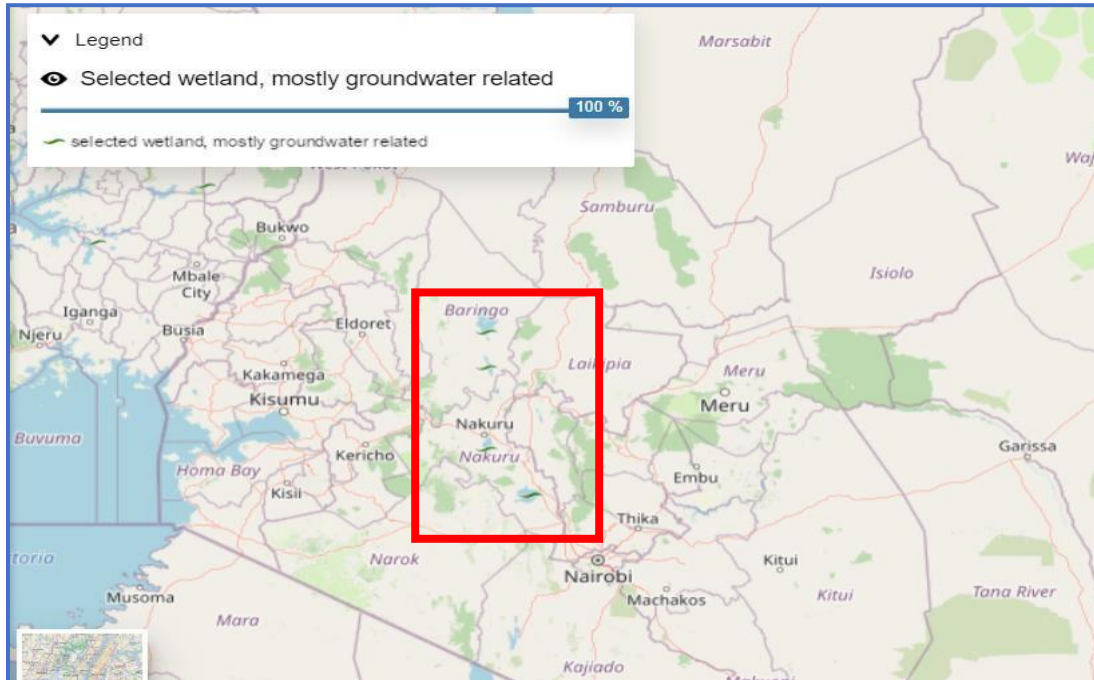 Legend
Selected wetland, mostly groundwater related
100 %
selected wetland, mostly groundwater related
Marsabit
Samburu
Bukwo
Isiolo
Mbale
City
Iganga
Busia
Njeru
Eldoret
Baringo
Laikipia
Meru
Kakamega
Kisumu
Meru
Nakuru
Buvuma
Kericho
Nakuru
Garissa
Homa Bay
Embu
Kisii
Thika
toria
Narok
Nairobi
Kitui
Musoma
Machakos
Kitui
Tana River
Mara
Kajiado